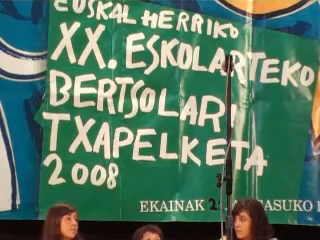 EUSKAL HERRIKO
XX. ESKOLARTEKO
BERTSOLARI
TXAPELKETA
2008
EKAINAK